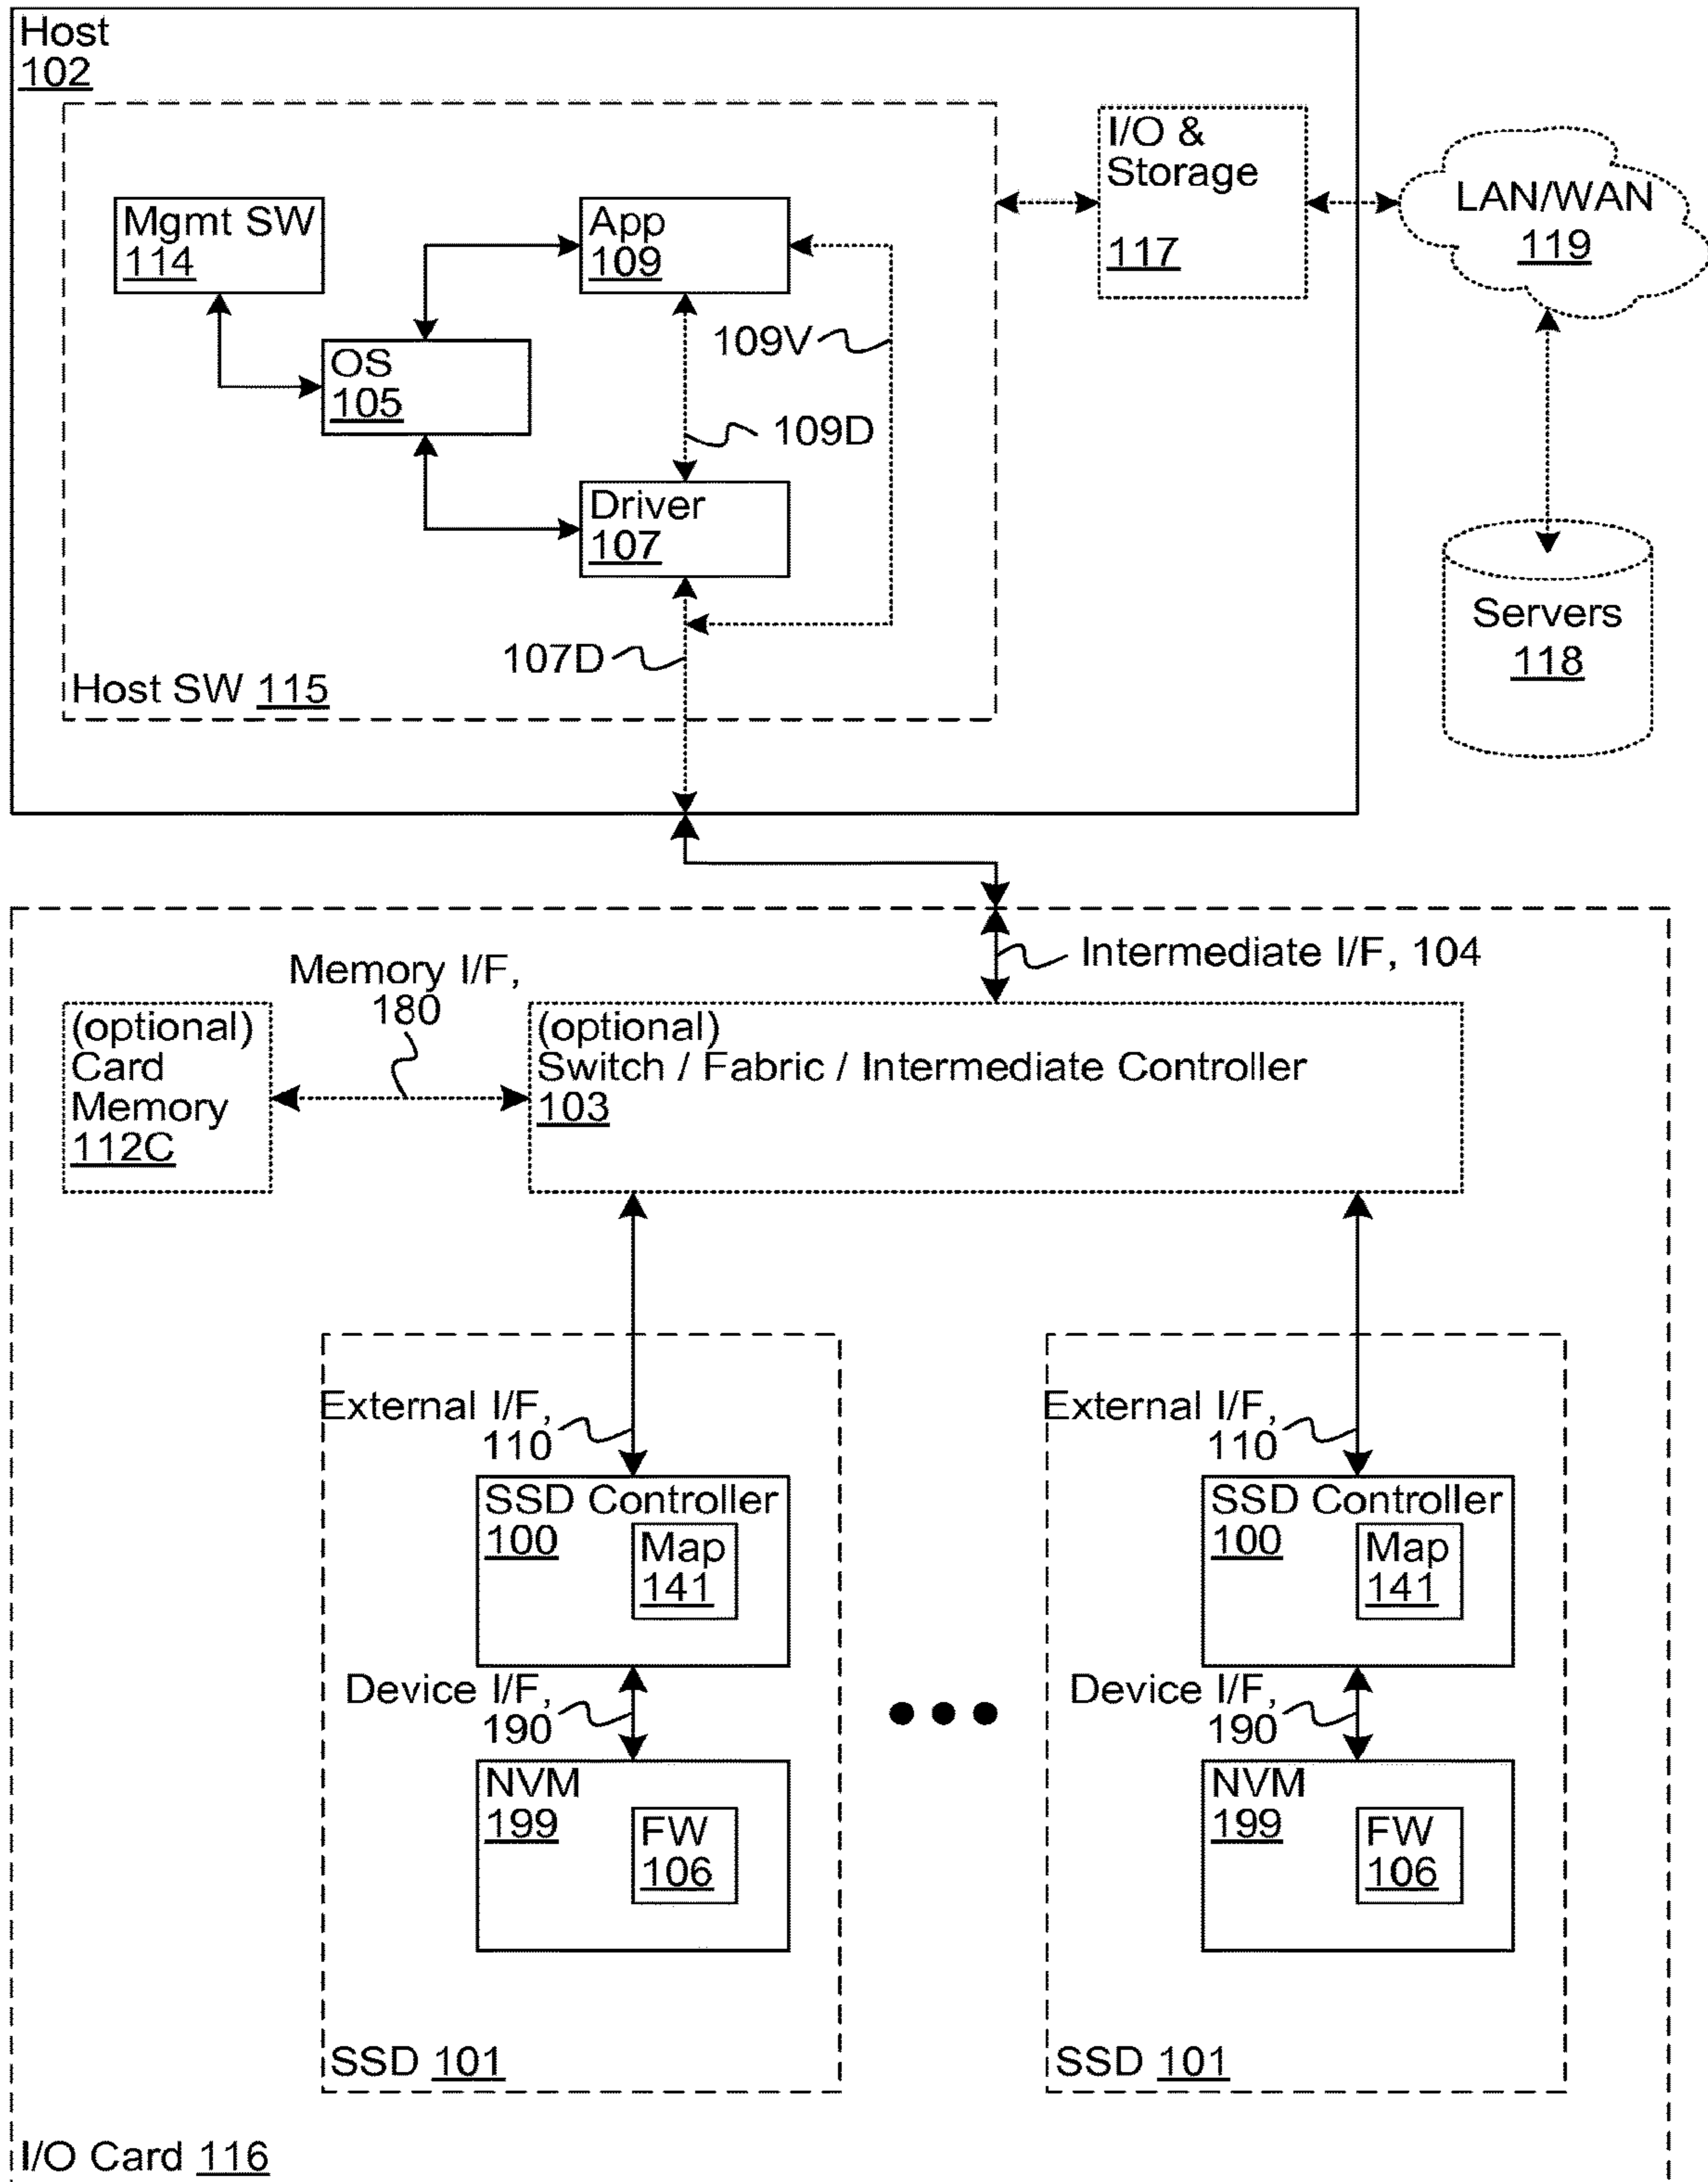 Host
102
I/O &
Storage
117
LAN/WAN
119
Mgmt SW
114
App
109
109V
OS
105
109D
Driver
107
Servers
118
107D
Host SW 115
Intermediate I/F, 104
Memory I/F,
180
(optional)
Card
Memory
112C
(optional)
Switch / Fabric / Intermediate Controller
103
External I/F,
110
External I/F,
110
SSD Controller
100
Map
141
SSD Controller
100
Map
141
Device I/F,
190
Device I/F,
190
NVM
199
FW
106
NVM
199
FW
106
SSD 101
SSD 101
I/O Card 116